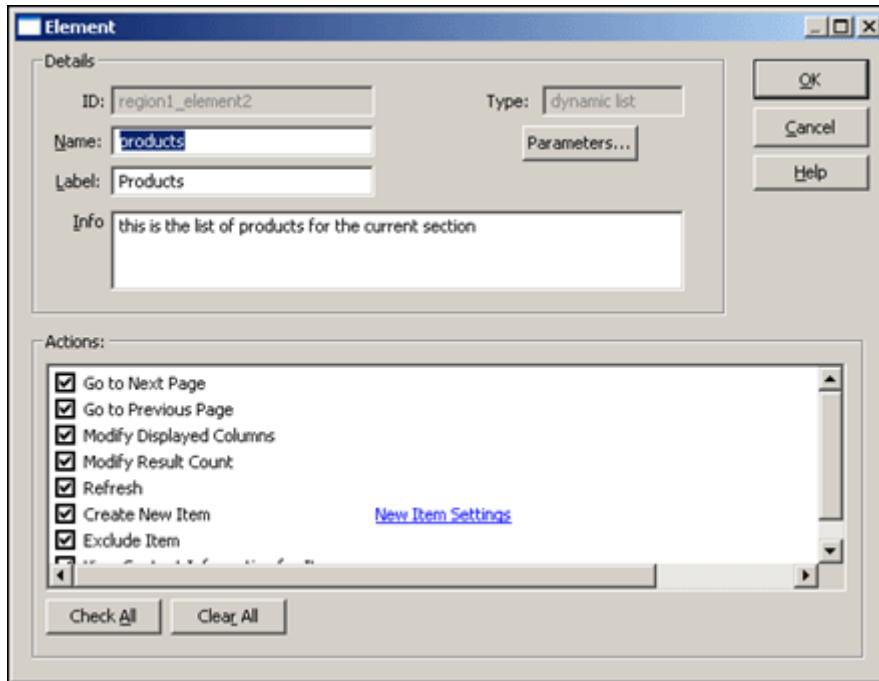 Element
Details
ID: region1_element2 Type: dynamic list
OK
Name: products
Parameters...
Cancel
Label: Products
Help
Info this is the list of products for the current section
Actions:
Go to Next Page
Go to Previous Page
Modify Displayed Columns
Modify Result Count
Refresh
Create New Item New Item Settings
Exclude Item
Check All Clear All